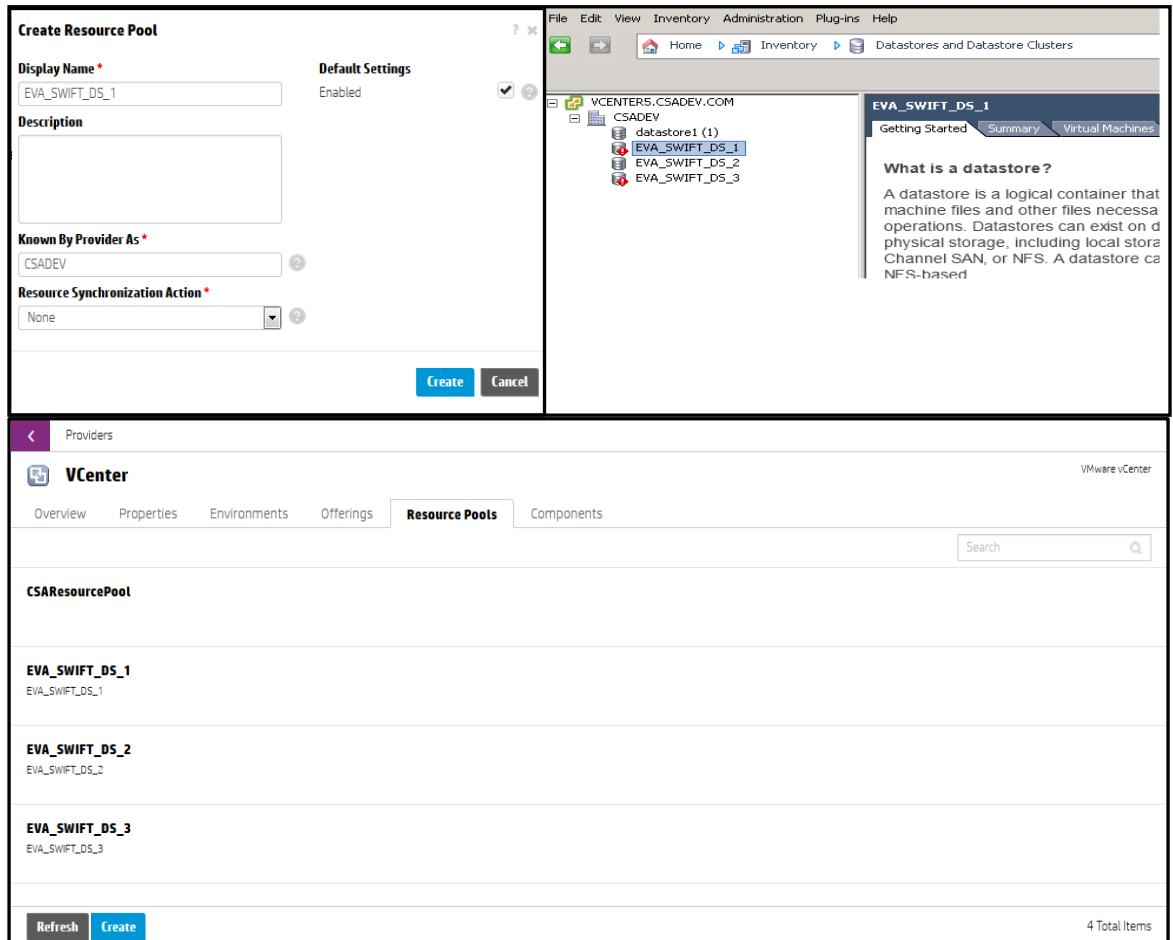 Create Resource Pool
? ×
Display Name *
EVA_SWIFT_DS_1
Default Settings
Enabled
?
Description
Known By Provider As *
CSADEV
?
Resource Synchronization Action *
None
?
Create
Cancel
File Edit View Inventory Administration Plug-ins Help
Home Inventory Datastores and Datastore Clusters
VCENTER5.CSADEV.COM
CSADEV
datastore1 (1)
EVA_SWIFT_DS_1
EVA_SWIFT_DS_2
EVA_SWIFT_DS_3
EVA_SWIFT_DS_1
Getting Started Summary Virtual Machines
What is a datastore?
A datastore is a logical container that
machine files and other files necessa
operations. Datastores can exist on d
physical storage, including local stora
Channel SAN, or NFS. A datastore ca
NFS-based
Providers
VCenter
VMware vCenter
Overview Properties Environments Offerings Resource Pools Components
Search
CSAResourcePool
EVA_SWIFT_DS_1
EVA_SWIFT_DS_1
EVA_SWIFT_DS_2
EVA_SWIFT_DS_2
EVA_SWIFT_DS_3
EVA_SWIFT_DS_3
Refresh Create
4 Total Items